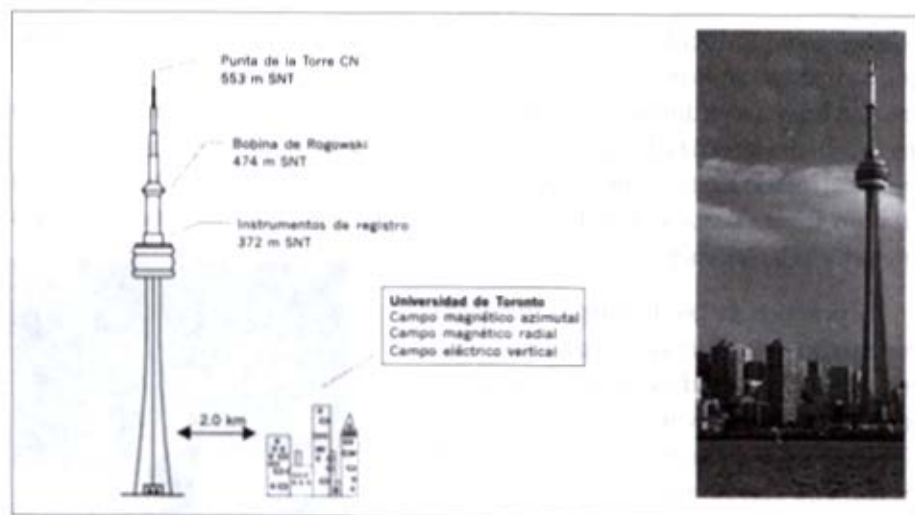 Punta de la Torre CN
553 m SNT
Bobina de Rogowski
474 m SNT
Instrumentos de registro
372 m SNT
Universidad de Toronto
Campo magnético azimutal
Campo magnético radial
Campo eléctrico vertical
2.0 km